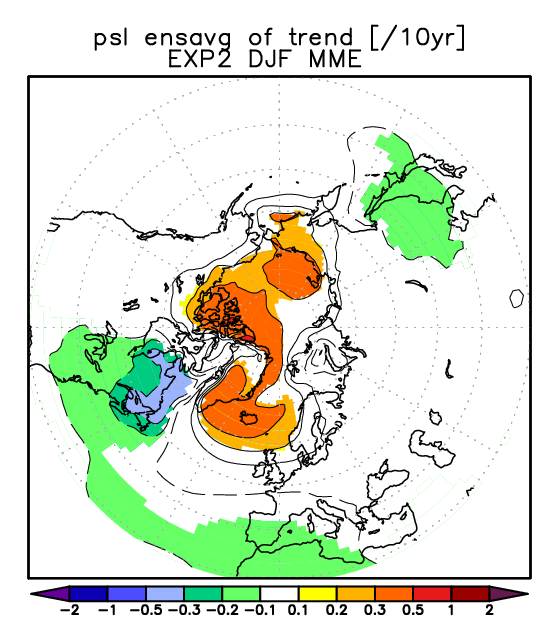 psl ensavg of trend [/10yr]
EXP2 DJF MME
-2 -1 -0.5 -0.3 -0.2 -0.1 0.1 0.2 0.3 0.5 1 2